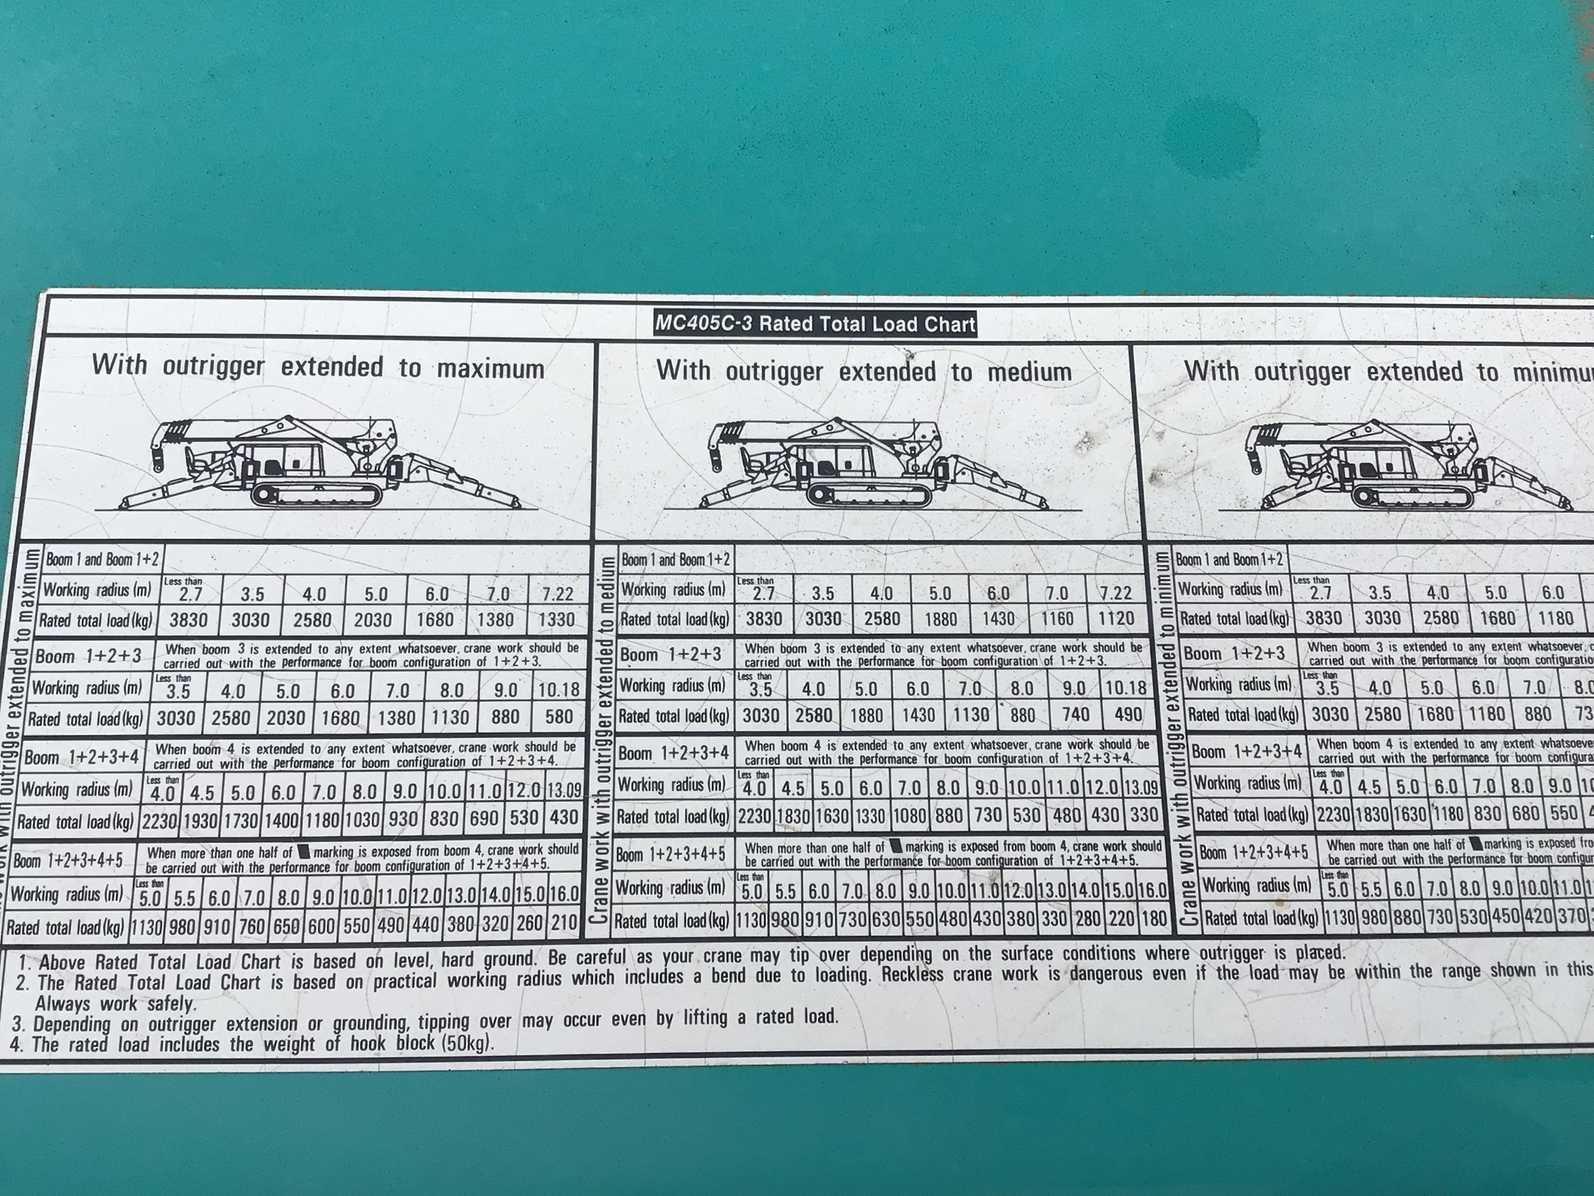 MC405C-3 Rated Total Load Chart
With outrigger extended to maximum
Crane work with outrigger extended to maximum
Boom 1 and Boom 1+2
Working radius (m) Less than 2.7 3.5 4.0 5.0 6.0 7.0 7.22
Rated total load (kg) 3830 3030 2580 2030 1680 1380 1330
Boom 1+2+3 When boom 3 is extended to any extent whatsoever, crane work should be
carried out with the performance for boom configuration of 1+2+3.
Working radius (m) Less than 3.5 4.0 5.0 6.0 7.0 8.0 9.0 10.18
Rated total load (kg) 3030 2580 2030 1680 1380 1130 880 580
Boom 1+2+3+4 When boom 4 is extended to any extent whatsoever, crane work should be
carried out with the performance for boom configuration of 1+2+3+4.
Working radius (m) Less than 4.0 4.5 5.0 6.0 7.0 8.0 9.0 10.0 11.0 12.0 13.09
Rated total load (kg) 2230 1930 1730 1400 1180 1030 930 830 690 530 430
Boom 1+2+3+4+5 When more than one half of marking is exposed from boom 4, crane work should
be carried out with the performance for boom configuration of 1+2+3+4+5.
Working radius (m) Less than 5.0 5.5 6.0 7.0 8.0 9.0 10.0 11.0 12.0 13.0 14.0 15.0 16.0
Rated total load (kg) 1130 980 910 760 650 600 550 490 440 380 320 260 210
With outrigger extended to medium
Crane work with outrigger extended to medium
Boom 1 and Boom 1+2
Working radius (m) Less than 2.7 3.5 4.0 5.0 6.0 7.0 7.22
Rated total load (kg) 3830 3030 2580 1880 1430 1160 1120
Boom 1+2+3 When boom 3 is extended to any extent whatsoever, crane work should be
carried out with the performance for boom configuration of 1+2+3.
Working radius (m) Less than 3.5 4.0 5.0 6.0 7.0 8.0 9.0 10.18
Rated total load (kg) 3030 2580 1880 1430 1130 880 740 490
Boom 1+2+3+4 When boom 4 is extended to any extent whatsoever, crane work should be
carried out with the performance for boom configuration of 1+2+3+4.
Working radius (m) Less than 4.0 4.5 5.0 6.0 7.0 8.0 9.0 10.0 11.0 12.0 13.09
Rated total load (kg) 2230 1830 1630 1330 1080 880 730 530 480 430 330
Boom 1+2+3+4+5 When more than one half of marking is exposed from boom 4, crane work should
be carried out with the performance for boom configuration of 1+2+3+4+5.
Working radius (m) Less than 5.0 5.5 6.0 7.0 8.0 9.0 10.0 11.0 12.0 13.0 14.0 15.0 16.0
Rated total load (kg) 1130 980 910 730 630 550 480 430 380 330 280 220 180
With outrigger extended to
Crane work with outrigger extended to minimum
Boom 1 and Boom 1+2
Working radius (m) Less than 2.7 3.5 4.0 5.0 6.0
Rated total load (kg) 3830 3030 2580 1680 1180
Boom 1+2+3 When boom 3 is extended to any extent whatsoever,
carried out with the performance for boom
Working radius (m) Less than 3.5 4.0 5.0 6.0 7.0
Rated total load (kg) 3030 2580 1680 1180 880
Boom 1+2+3+4 When boom 4 is extended to any extent
carried out with the performance for boom
Working radius (m) Less than 4.0 4.5 5.0 6.0 7.0 8.0 9.0
Rated total load (kg) 2230 1830 1630 1180 830 680 550
Boom 1+2+3+4+5 When more than one half of marking is exposed
be carried out with the performance for boom
Working radius (m) Less than 5.0 5.5 6.0 7.0 8.0 9.0 10.0 11.0
Rated total load (kg) 1130 980 880 730 530 450 420 370
1. Above Rated Total Load Chart is based on level, hard ground. Be careful as your crane may tip over depending on the surface conditions where outrigger is placed.
2. The Rated Total Load Chart is based on practical working radius which includes a bend due to loading. Reckless crane work is dangerous even if the load may be within the range shown in this
Always work safely.
3. Depending on outrigger extension or grounding, tipping over may occur even by lifting a rated load.
4. The rated load includes the weight of hook block (50kg).